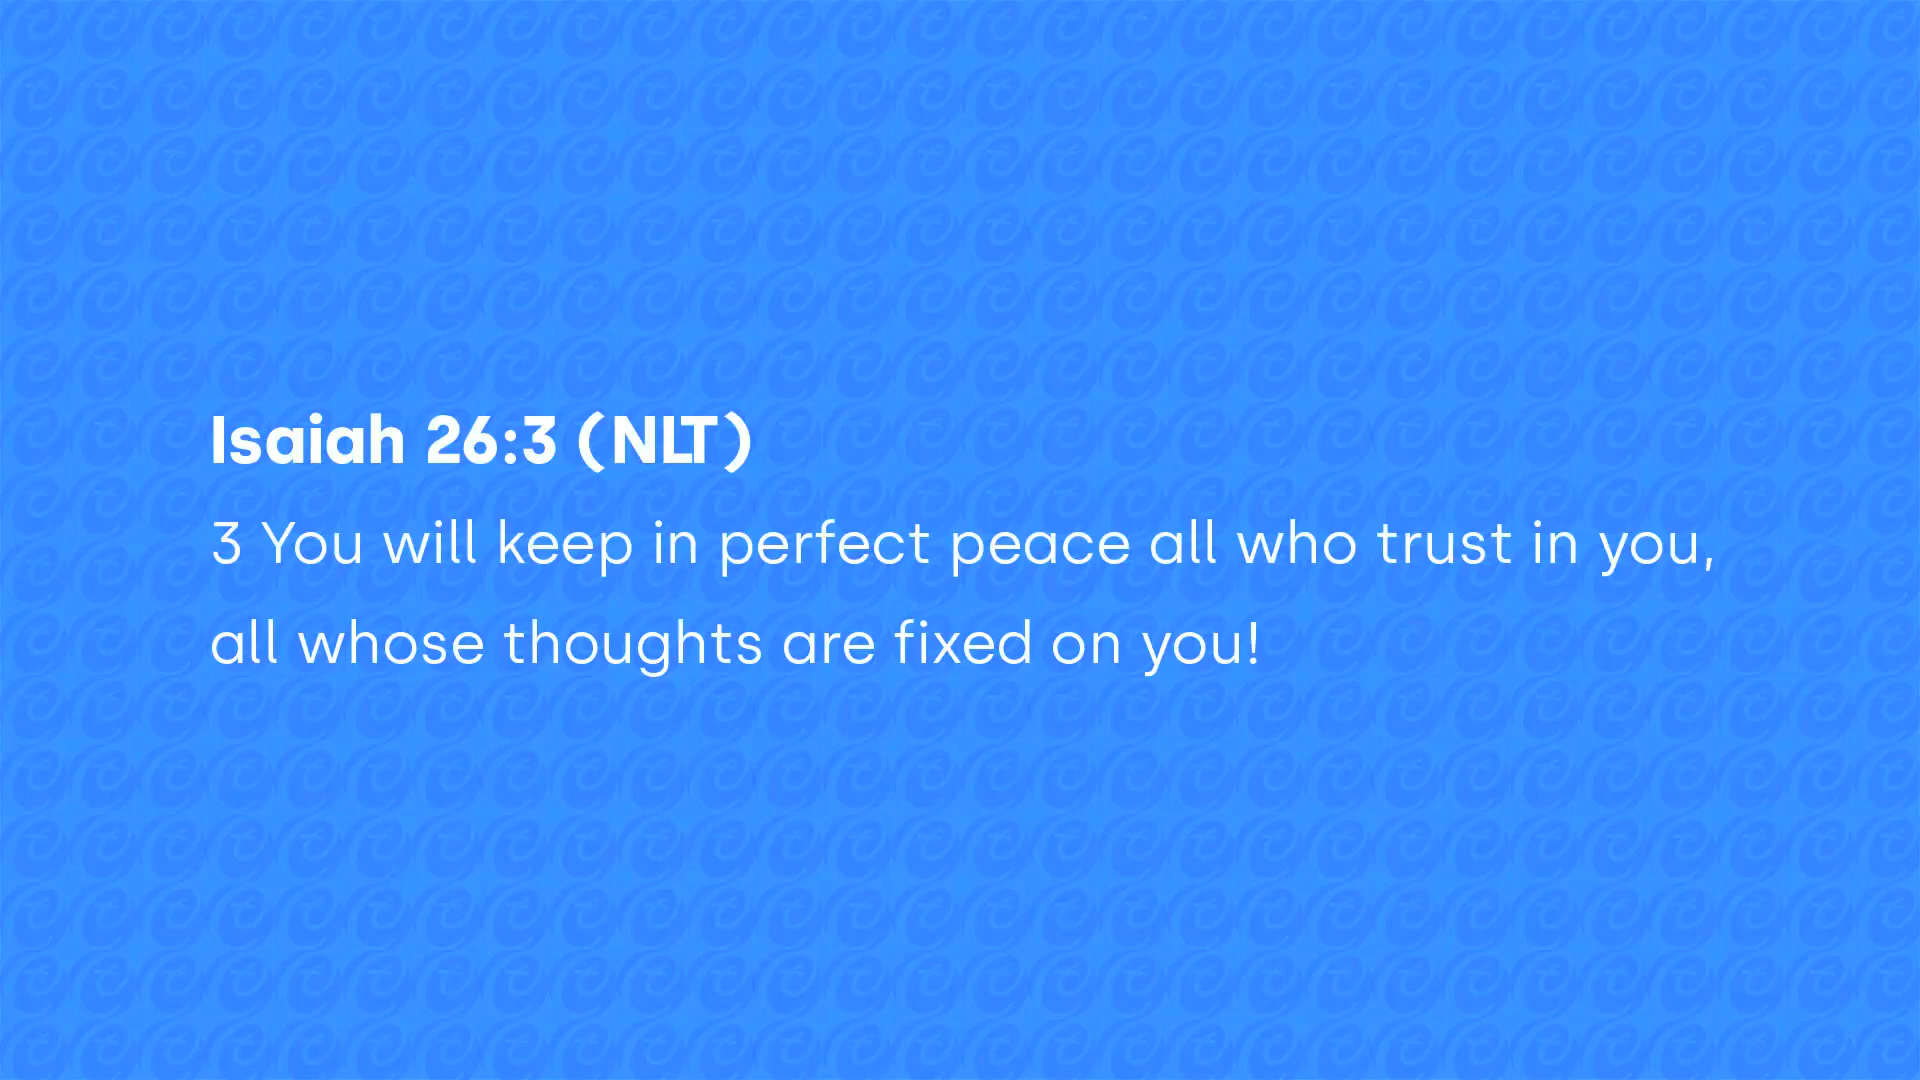 Isaiah 26:3 (NLT)
3 You will keep in perfect peace all who trust in you,
all whose thoughts are fixed on you!